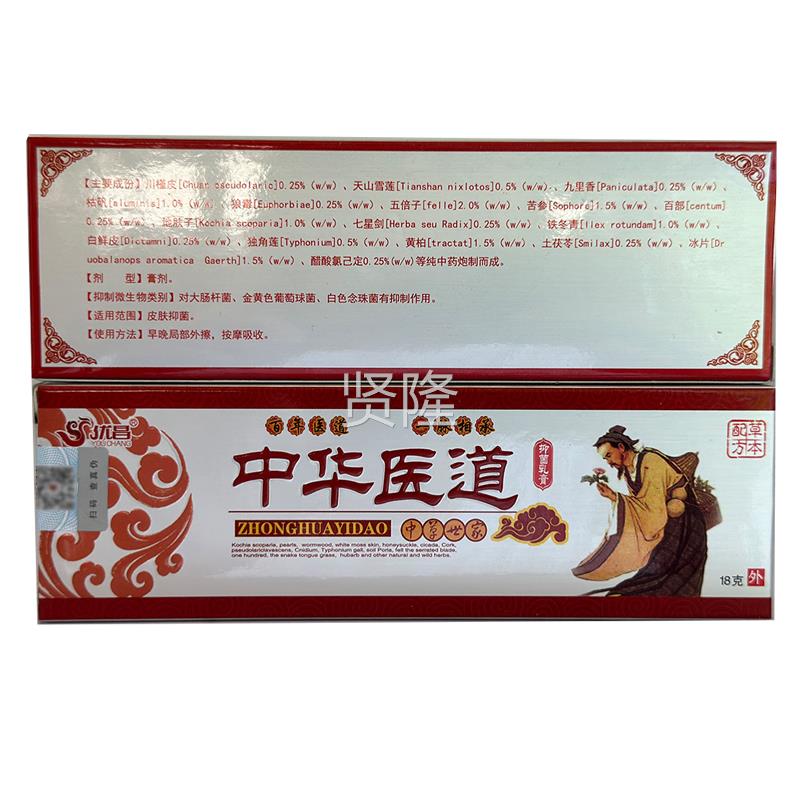 【主要成份】川槿皮[Chuar pseudolaric]0.25% (w/w) 、天山雪莲[Tianshan nixlotos]0.5% (w/w)、九里香[Paniculata]0.25% (w/w) 、
枯矾[aluminis]1.0% (w/w) 、狼毒[Euphorbiae]0.25% (w/w) 、五倍子[felle]2.0% (w/w) 、苦参[Sophore]1.5% (w/w) 、百部[centum]
0.25% (w/w) 、地肤子[Kochia scoparia]1.0% (w/w) 、七星剑[Herba seu Radix]0.25% (w/w) 、铁冬青[Ilex rotundam]1.0% (w/w) 、
白鲜皮[Dictamni]0.25% (w/w) 、独角莲[Typhonium]0.5% (w/w) 、黄柏[tractat]1.5% (w/w) 、土茯苓[Smilax]0.25% (w/w) 、冰片[Dr
uobalanops aromatica Gaerth]1.5% (w/w) 、醋酸氯己定0.25%(w/w)等纯中药炮制而成。
【剂 型】膏剂。
【抑制微生物类别】对大肠杆菌、金黄色葡萄球菌、白色念珠菌有抑制作用。
【适用范围】皮肤抑菌。
【使用方法】早晚局部外擦，按摩吸收。
贤隆
优昌
YOUCHANG
百年医道 一脉相承
中华医道
抑菌乳膏
草本
配方
ZHONGHUAYIDAO
中草世家
Kochia scoparia, pearls, wormwood, white moss skin, honeysuckle, cicada, Cork,
pseudolariclavascens, Cnidium, Typhonium gall, soil Poria, fell the serrated blade,
one hundred, the snake tongue grass, hubarb and other natural and wild herbs.
扫码 查真伪
18克
外